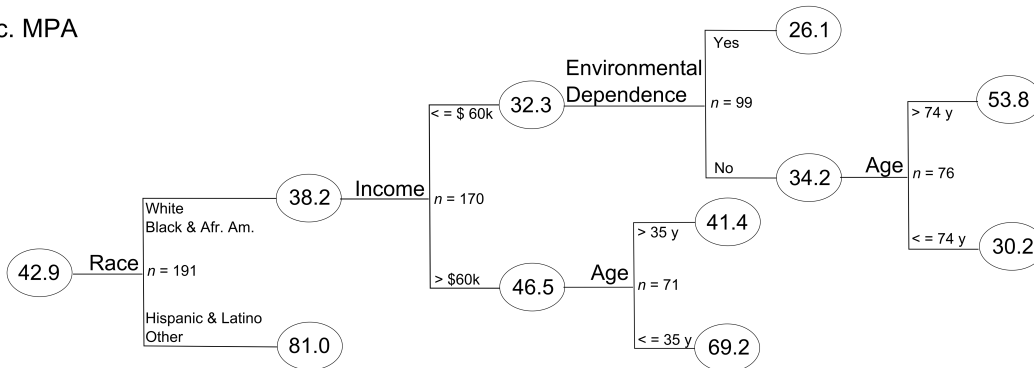 c. MPA
42.9
Race
n = 191
White
Black & Afr. Am.
Hispanic & Latino
Other
38.2
81.0
Income
n = 170
< = $ 60k
> $60k
32.3
46.5
Environmental
Dependence
n = 99
Yes
No
26.1
34.2
Age
n = 71
> 35 y
< = 35 y
41.4
69.2
Age
n = 76
> 74 y
< = 74 y
53.8
30.2